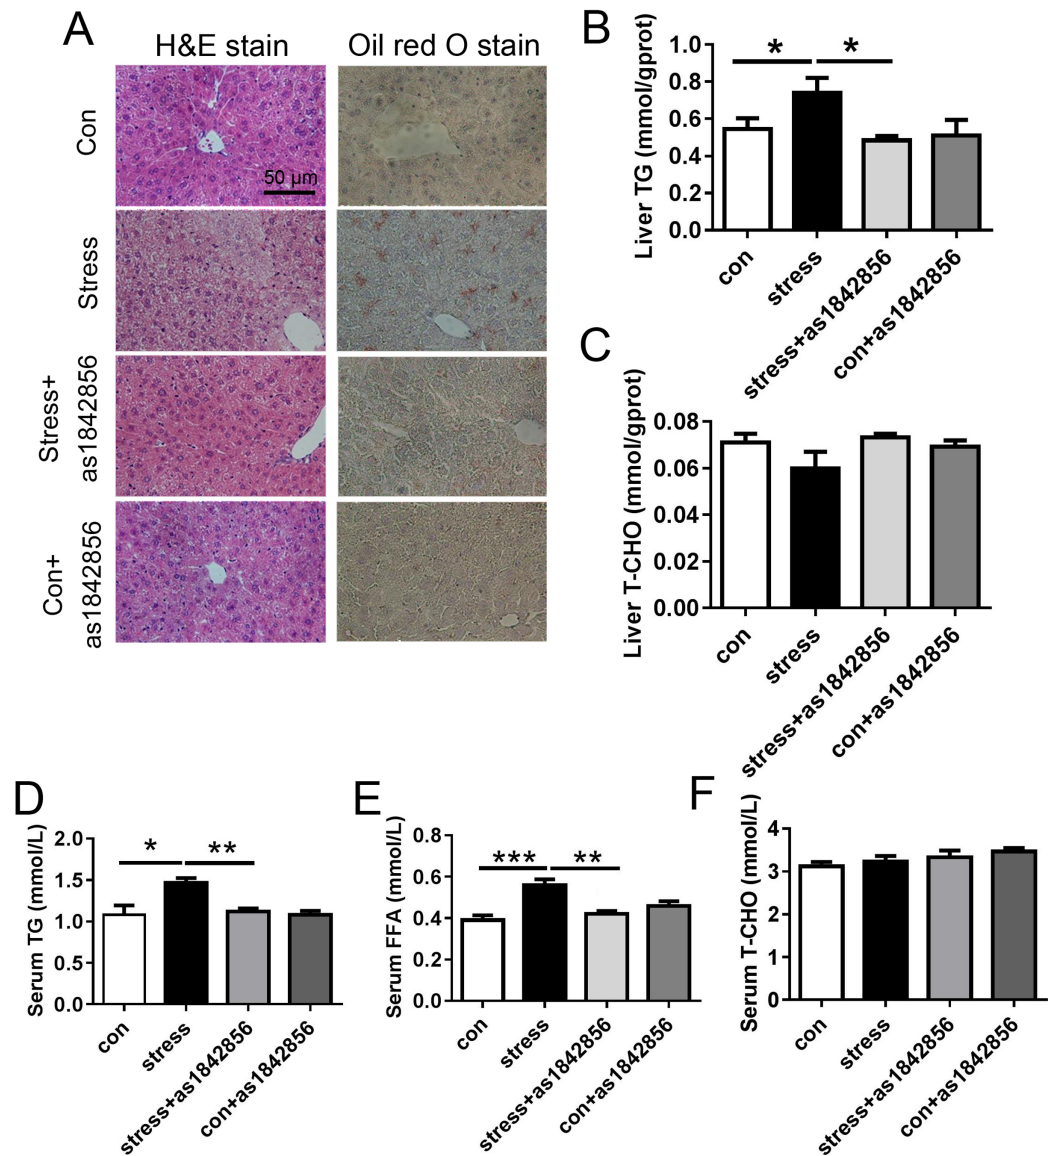 A
H&E stain
Oil red O stain
Con
50 μm
Stress
Stress+
as1842856
Con+
as1842856
B
Liver TG (mmol/gprot)
1.0
0.8
0.6
0.4
0.2
0.0
* *
con
stress
stress+as1842856
con+as1842856
C
Liver T-CHO (mmol/gprot)
0.08
0.06
0.04
0.02
0.00
con
stress
stress+as1842856
con+as1842856
D
Serum TG (mmol/L)
2.0
1.5
1.0
0.5
0.0
* **
con
stress
stress+as1842856
con+as1842856
E
Serum FFA (mmol/L)
0.8
0.6
0.4
0.2
0.0
*** **
con
stress
stress+as1842856
con+as1842856
F
Serum T-CHO (mmol/L)
4
3
2
1
0
con
stress
stress+as1842856
con+as1842856